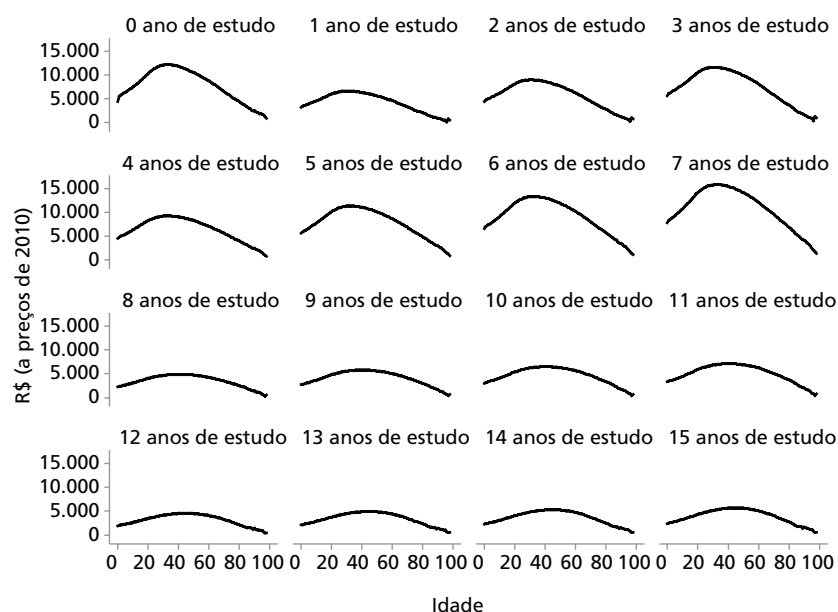 0 ano de estudo 1 ano de estudo 2 anos de estudo 3 anos de estudo
15.000
10.000
5.000
0
4 anos de estudo 5 anos de estudo 6 anos de estudo 7 anos de estudo
15.000
10.000
5.000
0
8 anos de estudo 9 anos de estudo 10 anos de estudo 11 anos de estudo
15.000
10.000
5.000
0
12 anos de estudo 13 anos de estudo 14 anos de estudo 15 anos de estudo
15.000
10.000
5.000
0
R$ (a preços de 2010)
0 20 40 60 80 100 0 20 40 60 80 100 0 20 40 60 80 100 0 20 40 60 80 100
Idade